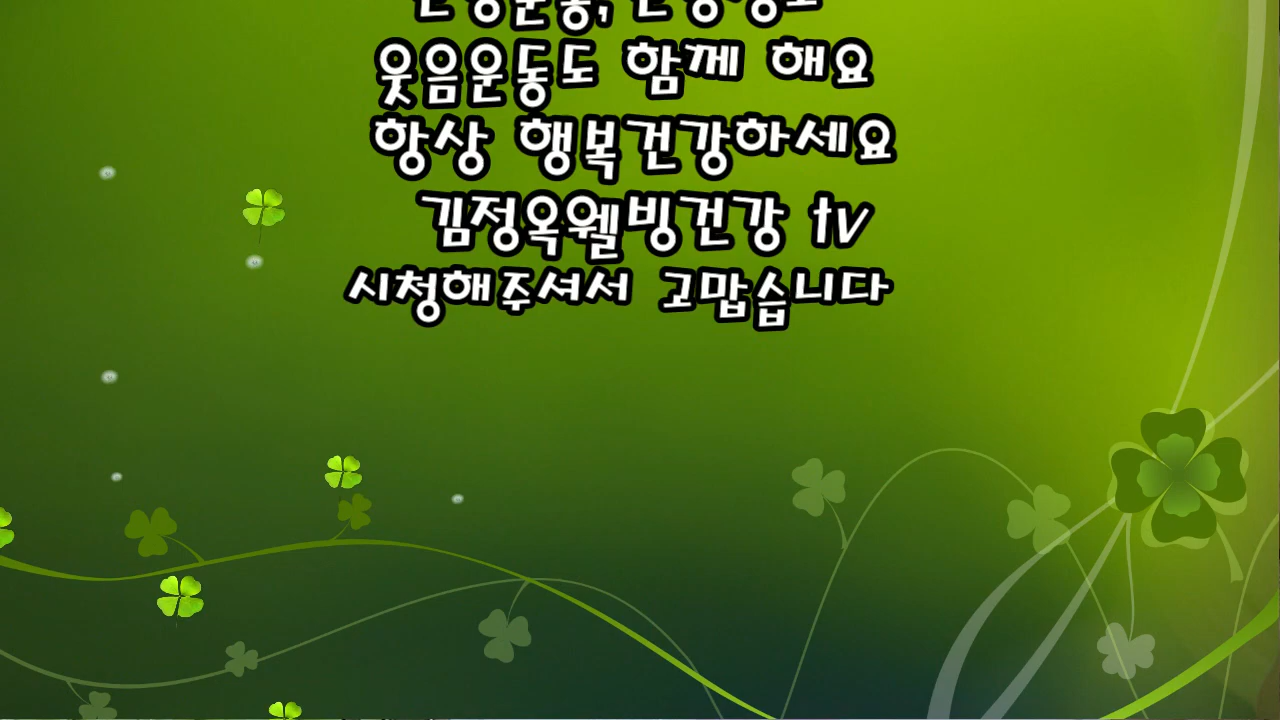 웃음운동도 함께 해요
항상 행복건강하세요
김정옥웰빙건강 tv
시청해주셔서 고맙습니다